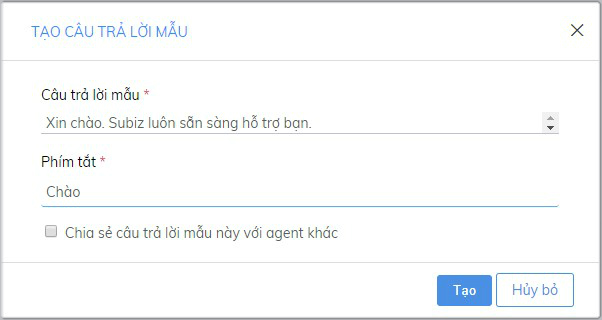 TẠO CÂU TRẢ LỜI MẪU
Câu trả lời mẫu *
Xin chào. Subiz luôn sẵn sàng hỗ trợ bạn.
Phím tắt *
Chào
Chia sẻ câu trả lời mẫu này với agent khác
Tạo Hủy bỏ